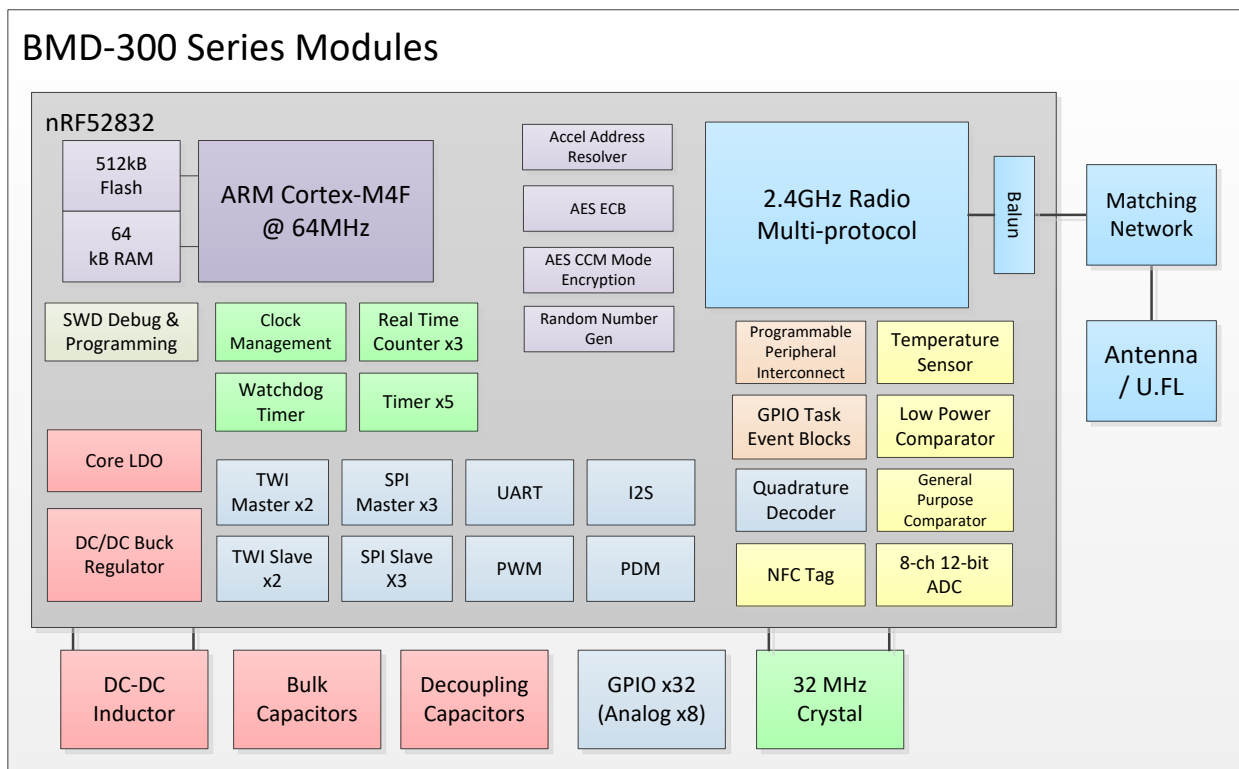 BMD-300 Series Modules
nRF52832
512kB
Flash
64
kB RAM
ARM Cortex-M4F
@ 64MHz
Accel Address
Resolver
AES ECB
AES CCM Mode
Encryption
Random Number
Gen
2.4GHz Radio
Multi-protocol
Balun
Matching
Network
Antenna
/ U.FL
SWD Debug &
Programming
Clock
Management
Real Time
Counter x3
Watchdog
Timer
Timer x5
Programmable
Peripheral
Interconnect
Temperature
Sensor
GPIO Task
Event Blocks
Low Power
Comparator
Core LDO
DC/DC Buck
Regulator
TWI
Master x2
SPI
Master x3
UART
I2S
TWI Slave
x2
SPI Slave
X3
PWM
PDM
Quadrature
Decoder
General
Purpose
Comparator
NFC Tag
8-ch 12-bit
ADC
DC-DC
Inductor
Bulk
Capacitors
Decoupling
Capacitors
GPIO x32
(Analog x8)
32 MHz
Crystal